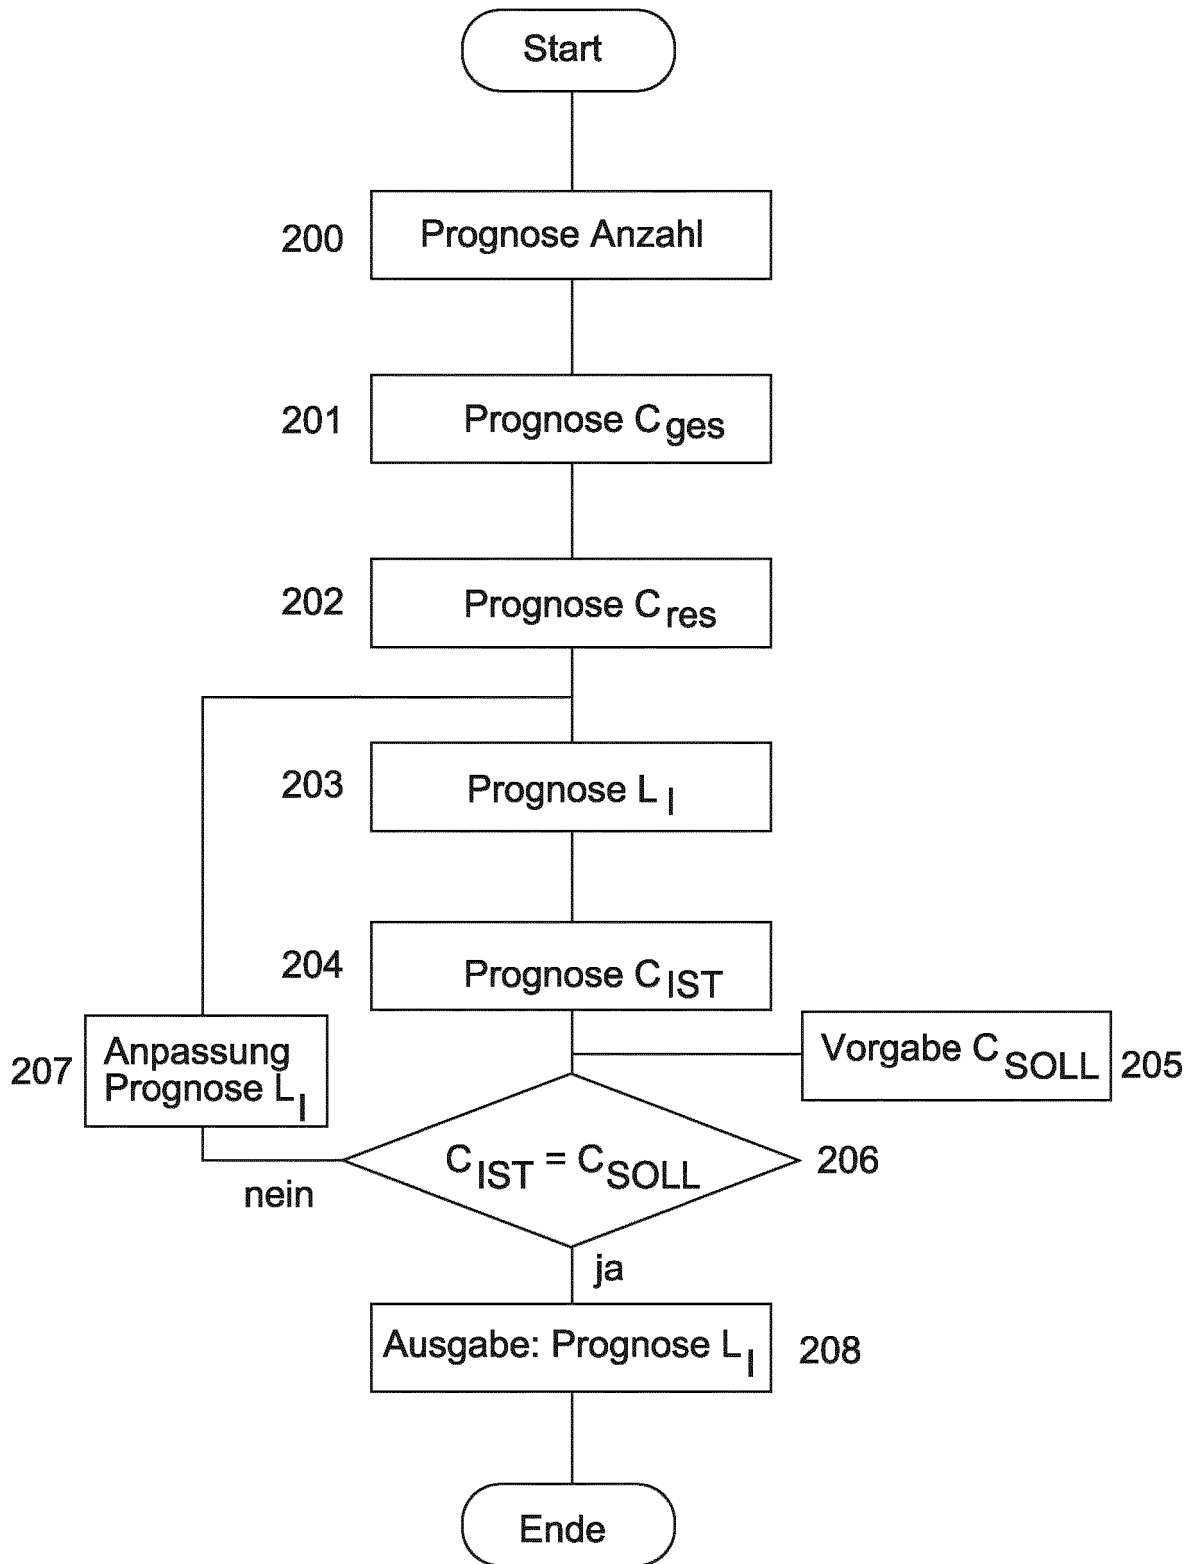 Start
200
Prognose Anzahl
201
Prognose C ges
202
Prognose C res
203
Prognose L I
204
Prognose C IST
Vorgabe C SOLL
205
207
Anpassung
Prognose L I
C IST = C SOLL
206
nein
ja
Ausgabe: Prognose L I
208
Ende